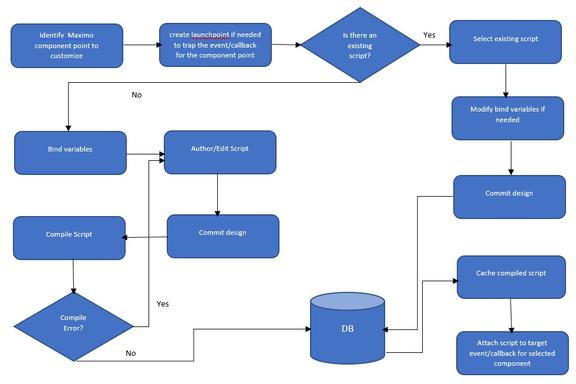 Identify Maximo
component point to
customize
create launchpoint if needed
to trap the event/callback
for the component point
Is there an
existing
script?
Yes
Select existing script
No
Modify bind variables if
needed
Bind variables
Author/Edit Script
Commit design
Compile Script
Commit design
Cache compiled script
Compile
Error?
Yes
No
DB
Attach script to target
event/callback for selected
component